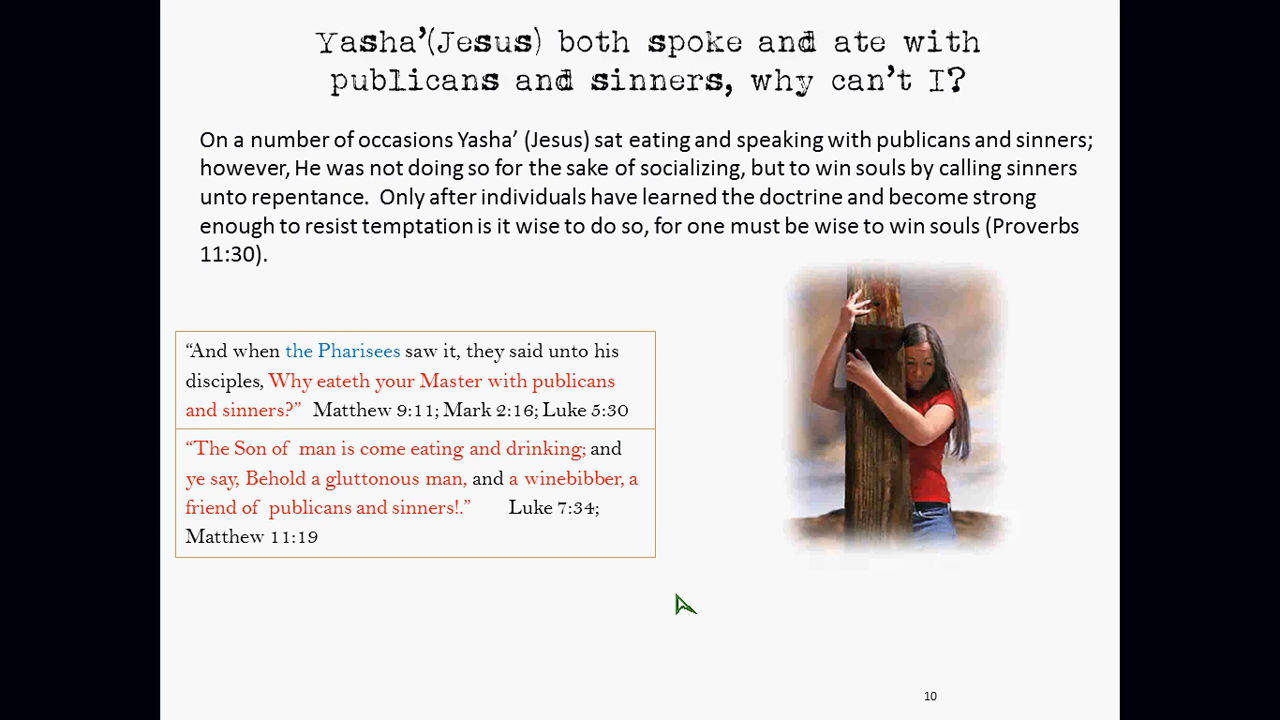 Yasha’(Jesus) both spoke and ate with
publicans and sinners, why can’t I?
On a number of occasions Yasha’ (Jesus) sat eating and speaking with publicans and sinners;
however, He was not doing so for the sake of socializing, but to win souls by calling sinners
unto repentance.  Only after individuals have learned the doctrine and become strong
enough to resist temptation is it wise to do so, for one must be wise to win souls (Proverbs
11:30).
“And when the Pharisees saw it, they said unto his
disciples, Why eateth your Master with publicans
and sinners?”  Matthew 9:11; Mark 2:16; Luke 5:30
“The Son of  man is come eating and drinking; and
ye say, Behold a gluttonous man, and a winebibber, a
friend of  publicans and sinners!.”     Luke 7:34;
Matthew 11:19
10